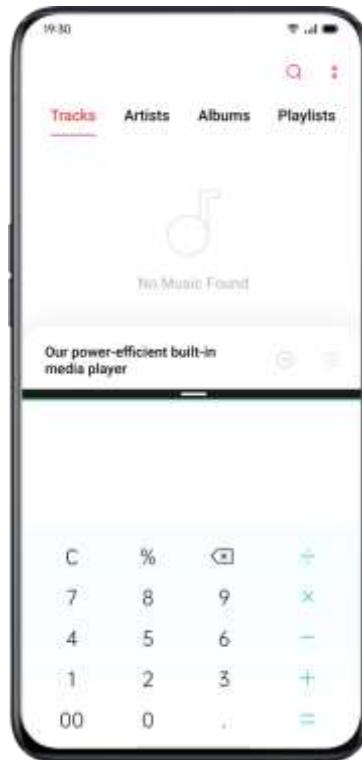 19:30
Tracks Artists Albums Playlists
No Music Found
Our power-efficient built-in
media player
C % ÷
7 8 9 ×
4 5 6 −
1 2 3 +
00 0 . =